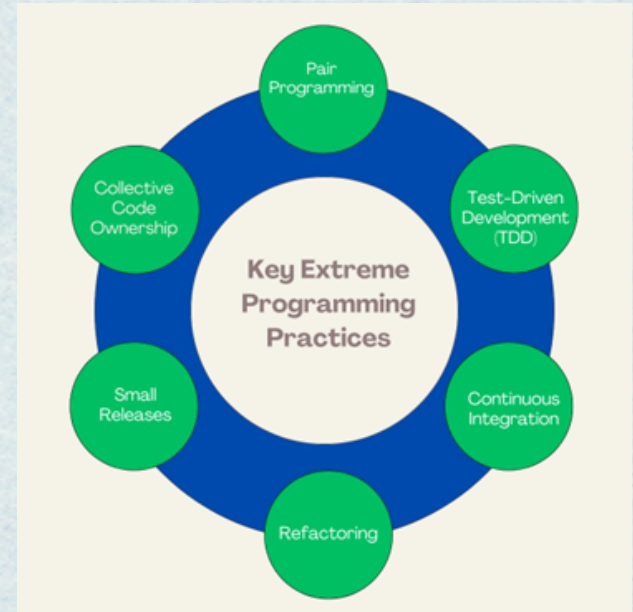 Pair
Programming
Collective
Code
Ownership
Test-Driven
Development
(TDD)
Key Extreme
Programming
Practices
Small
Releases
Continuous
Integration
Refactoring